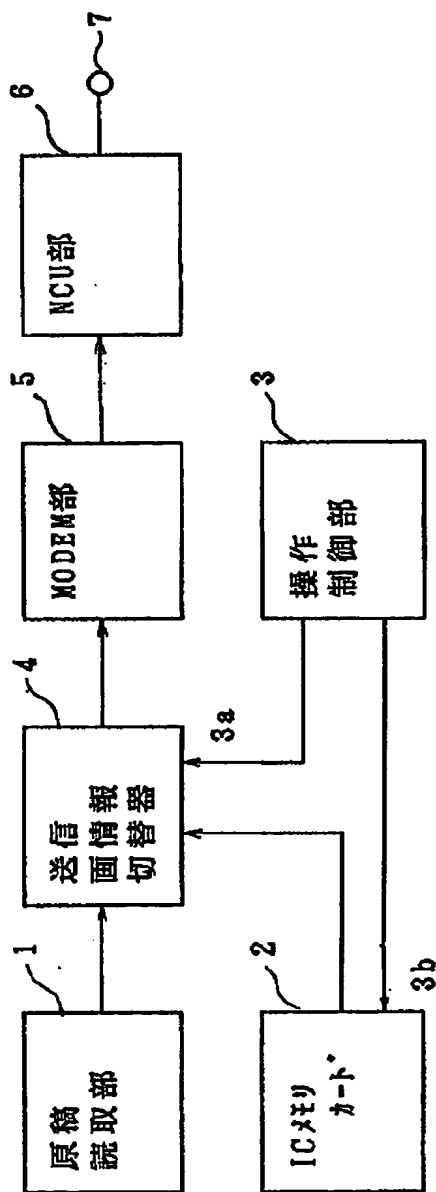 1
原稿
読取部
4
送信
画情報
切替器
5
MODEM部
6
NCU部
7
2
ICメモリ
カード
3
操作
制御部
3a
3b